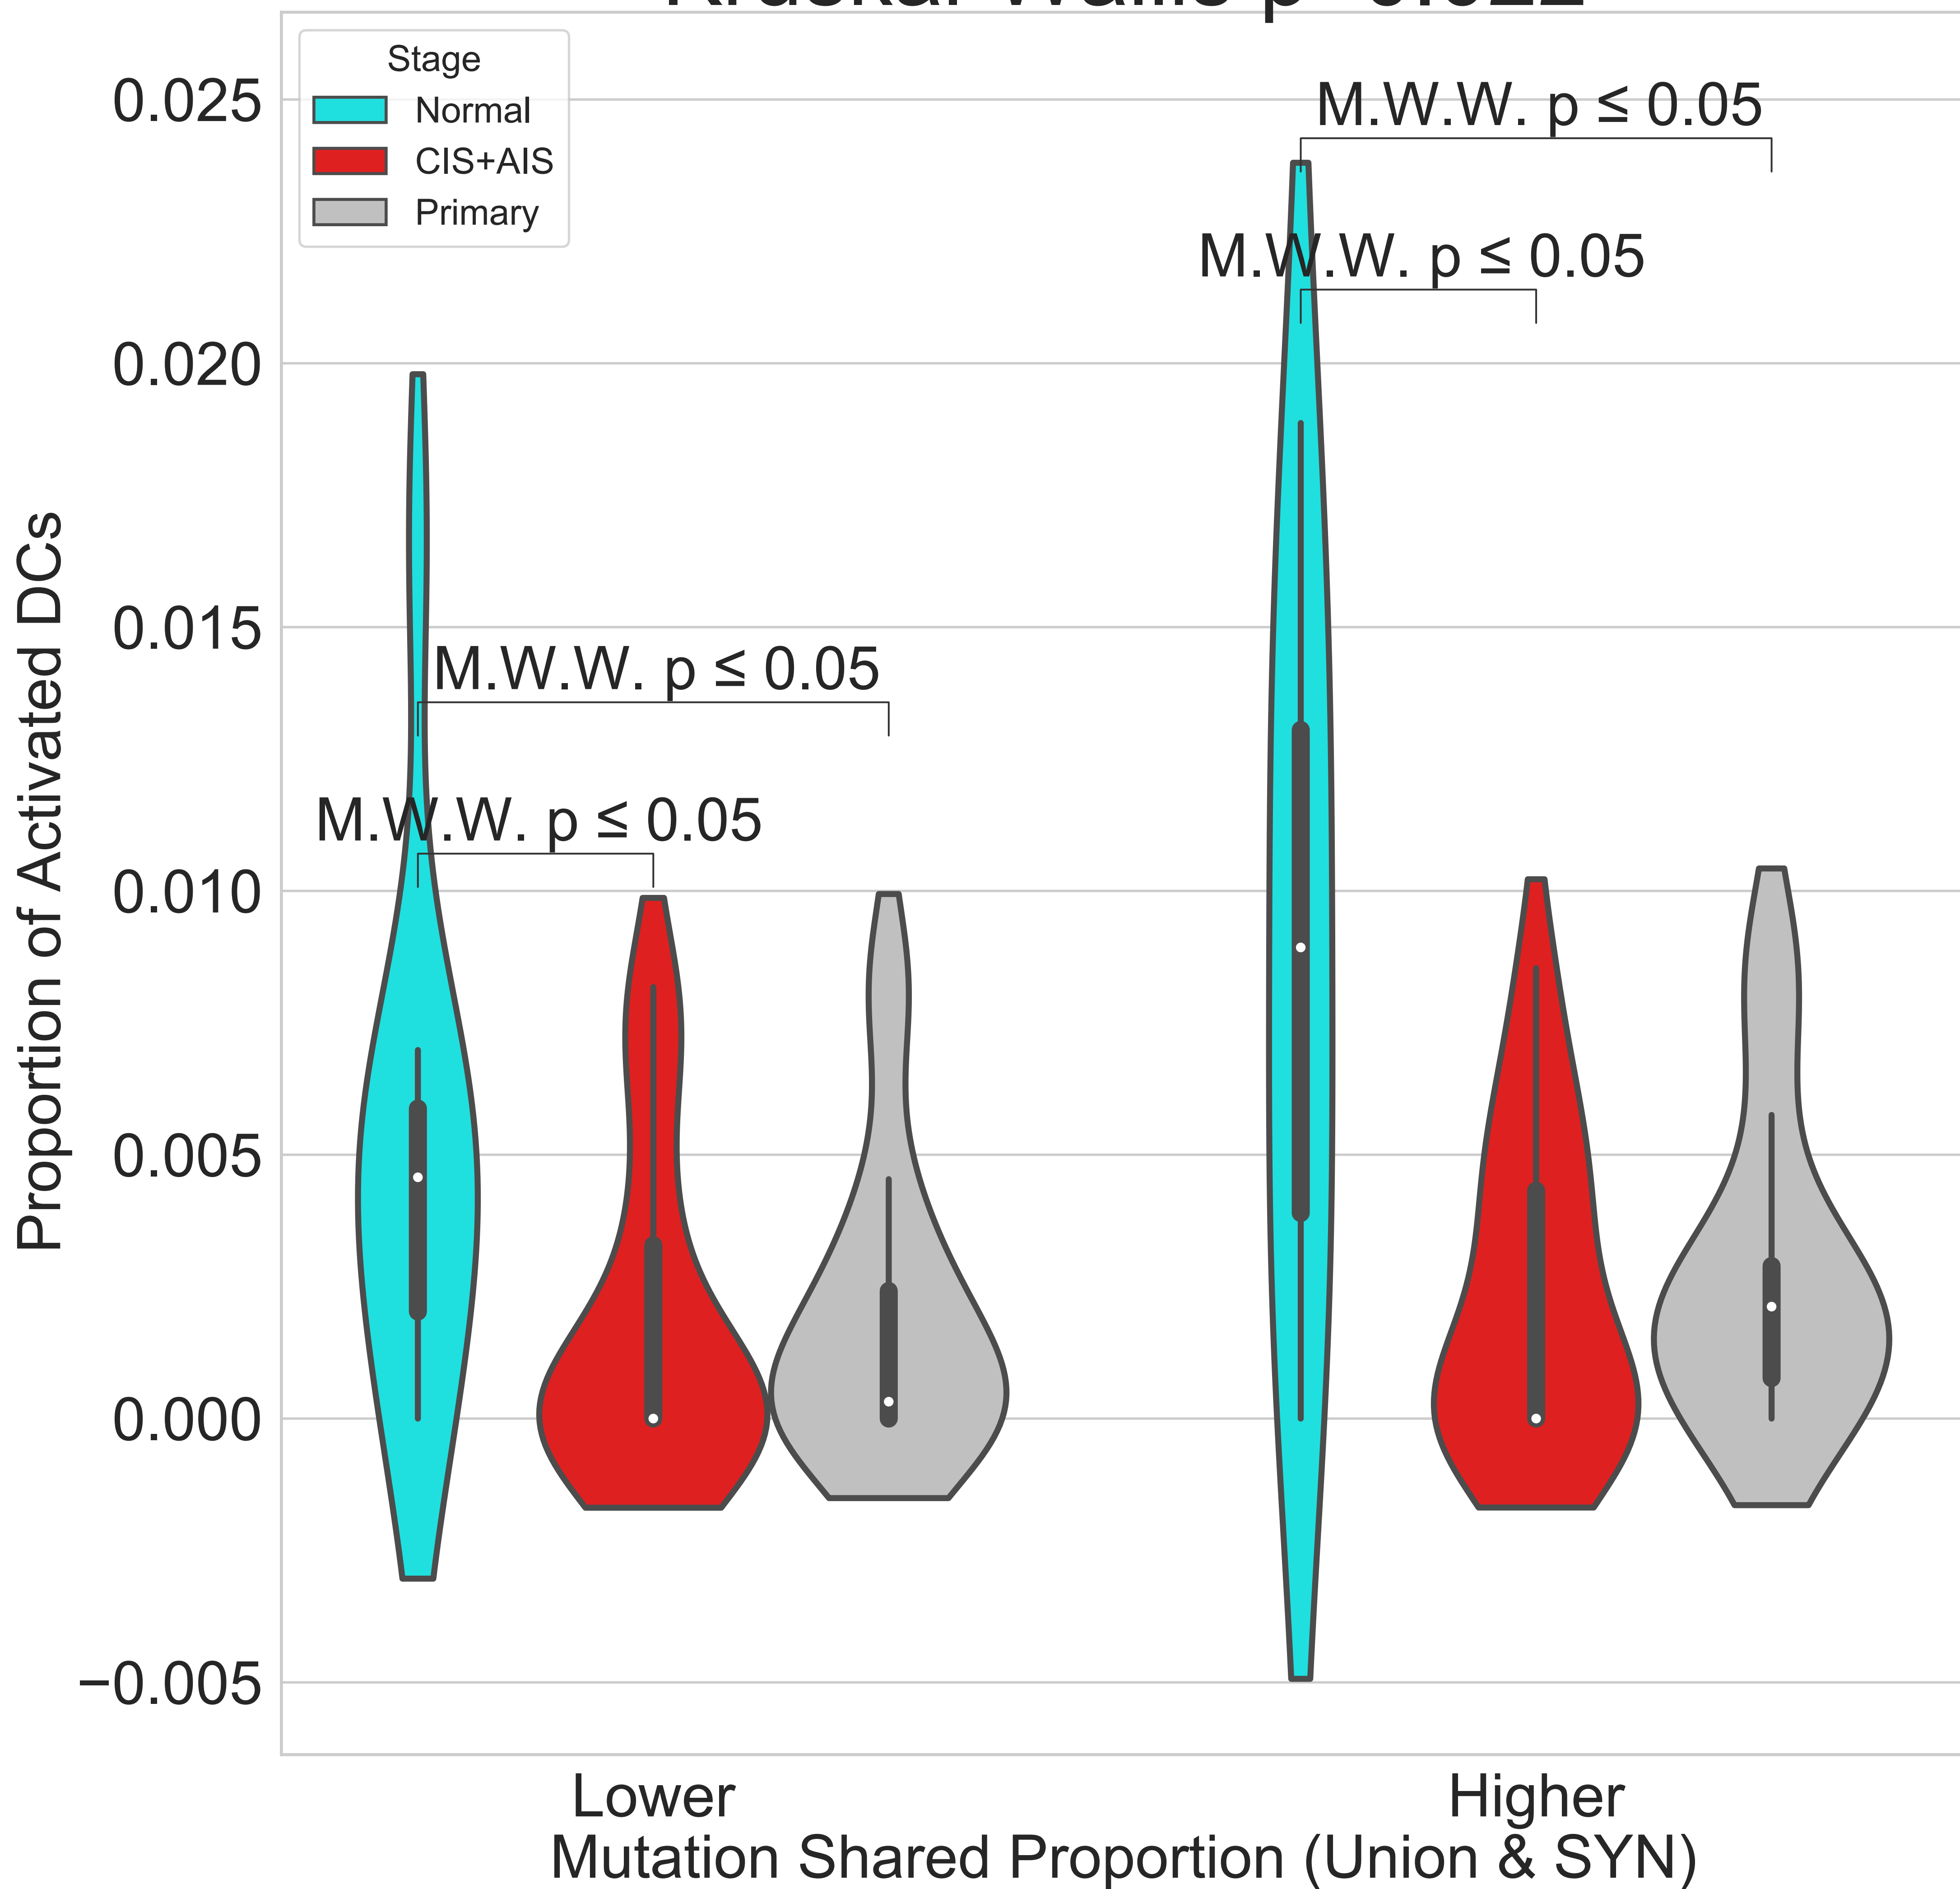 Stage
Normal
CIS+AIS
Primary
0.025
0.020
0.015
0.010
0.005
0.000
−0.005
Proportion of Activated DCs
M.W.W. p ≤ 0.05
M.W.W. p ≤ 0.05
M.W.W. p ≤ 0.05
M.W.W. p ≤ 0.05
Lower
Higher
Mutation Shared Proportion (Union & SYN)